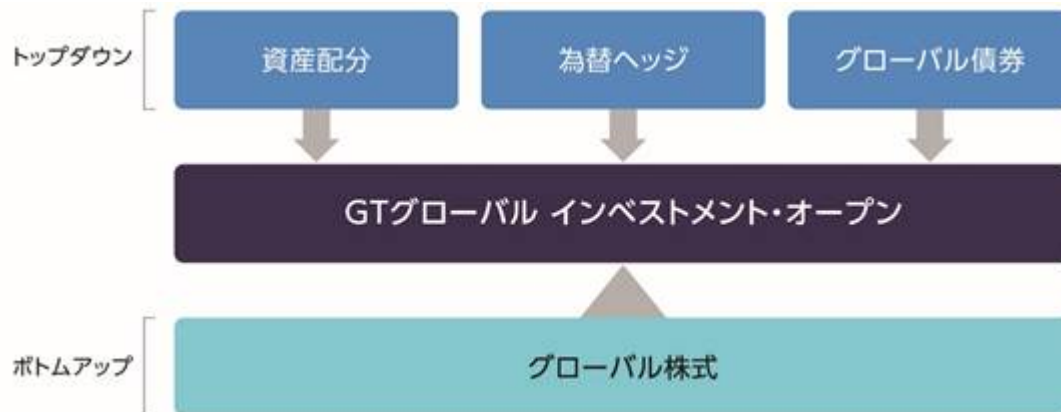 トップダウン
資産配分
為替ヘッジ
グローバル債券
GTグローバル インベストメント・オープン
ボトムアップ
グローバル株式